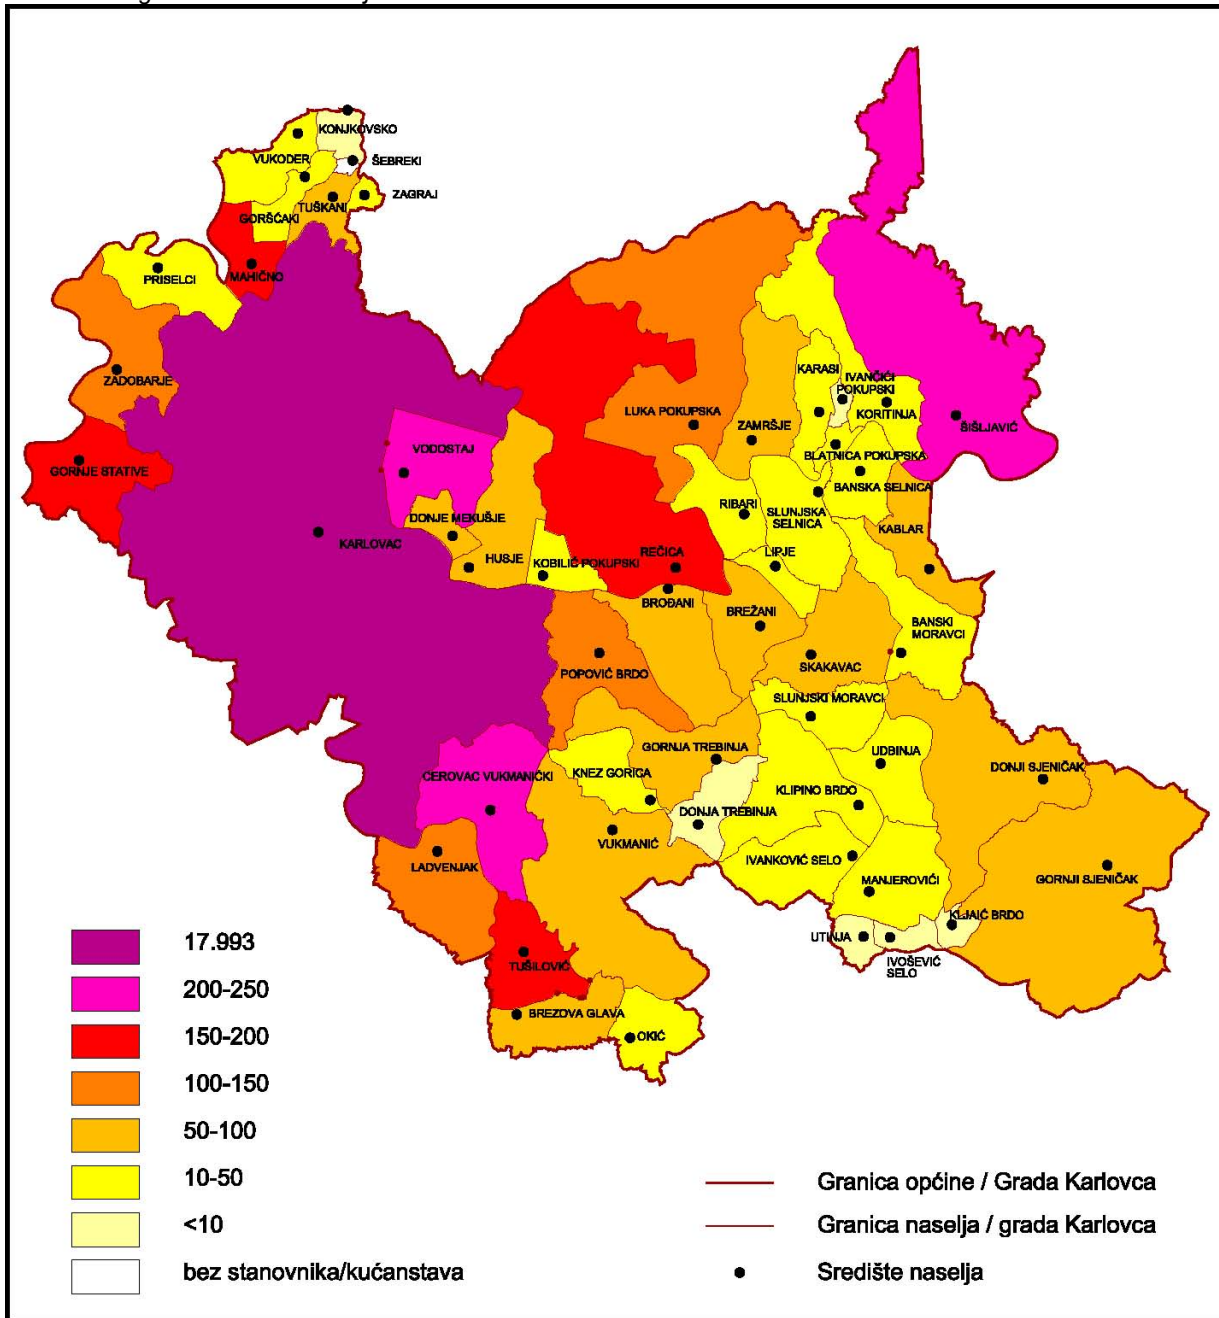 KONJKOVSKO
VUKODER
ŠEBREKI
TUŠKANI
ZAGRAJ
GORŠĆAKI
MAHIĆNO
PRISELCI
ZADOBARJE
GORNJE STATIVE
KARLOVAC
VODOSTAJ
DONJE MEKUŠJE
HUSJE
KOBILIĆ POKUPSKI
REČICA
LUKA POKUPSKA
ZAMRŠJE
KARASI
IVANČIĆI
POKUPSKI
KORITINJA
ŠIŠLJAVIĆ
BLATNICA POKUPSKA
BANSKA SELNICA
RIBARI
SLUNJSKA
SELNICA
KABLAR
LIPJE
BROĐANI
BREŽANI
BANSKI
MORAVCI
SKAKAVAC
POPOVIĆ BRDO
SLUNJSKI MORAVCI
GORNJA TREBINJA
UDBINJA
KNEZ GORICA
DONJI SJENIČAK
CEROVAC VUKMANIĆKI
KLIPINO BRDO
DONJA TREBINJA
VUKMANIĆ
LADVENJAK
IVANKOVIĆ SELO
MANJEROVIĆI
GORNJI SJENIČAK
KLJAIĆ BRDO
UTINJA
IVOŠEVIĆ
SELO
TUŠILOVIĆ
BREZOVA GLAVA
OKIĆ
17.993
200-250
150-200
100-150
50-100
10-50
<10
bez stanovnika/kućanstava
Granica općine / Grada Karlovca
Granica naselja / grada Karlovca
Središte naselja